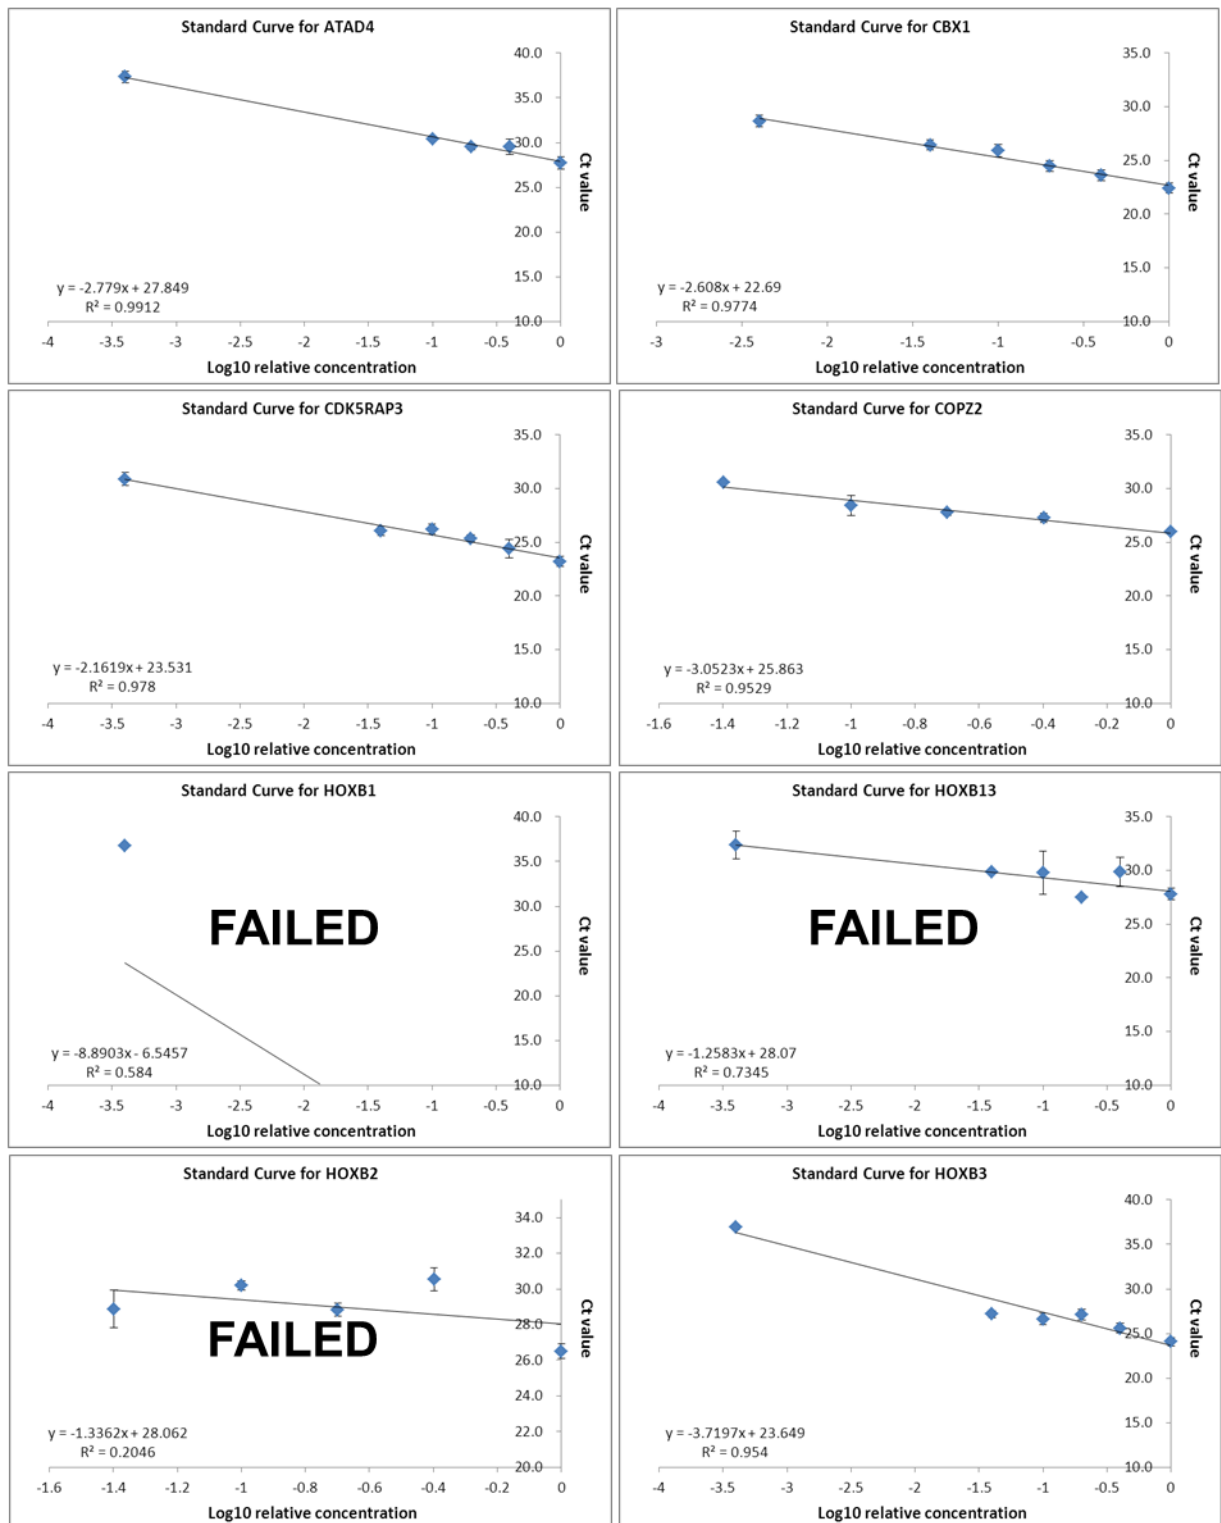 Standard Curve for ATAD4
40.0
35.0
30.0
25.0
20.0
15.0
10.0
Ct value
y = -2.779x + 27.849
R² = 0.9912
-4 -3.5 -3 -2.5 -2 -1.5 -1 -0.5 0
Log10 relative concentration
Standard Curve for CBX1
35.0
30.0
25.0
20.0
15.0
10.0
Ct value
y = -2.608x + 22.69
R² = 0.9774
-3 -2.5 -2 -1.5 -1 -0.5 0
Log10 relative concentration
Standard Curve for CDK5RAP3
35.0
30.0
25.0
20.0
15.0
10.0
Ct value
y = -2.1619x + 23.531
R² = 0.978
-4 -3.5 -3 -2.5 -2 -1.5 -1 -0.5 0
Log10 relative concentration
Standard Curve for COPZ2
35.0
30.0
25.0
20.0
15.0
10.0
Ct value
y = -3.0523x + 25.863
R² = 0.9529
-1.6 -1.4 -1.2 -1 -0.8 -0.6 -0.4 -0.2 0
Log10 relative concentration
Standard Curve for HOXB1
40.0
35.0
30.0
25.0
20.0
15.0
10.0
Ct value
FAILED
y = -8.8903x - 6.5457
R² = 0.584
-4 -3.5 -3 -2.5 -2 -1.5 -1 -0.5 0
Log10 relative concentration
Standard Curve for HOXB13
35.0
30.0
25.0
20.0
15.0
10.0
Ct value
FAILED
y = -1.2583x + 28.07
R² = 0.7345
-4 -3.5 -3 -2.5 -2 -1.5 -1 -0.5 0
Log10 relative concentration
Standard Curve for HOXB2
34.0
32.0
30.0
28.0
26.0
24.0
22.0
20.0
Ct value
FAILED
y = -1.3362x + 28.062
R² = 0.2046
-1.6 -1.4 -1.2 -1 -0.8 -0.6 -0.4 -0.2 0
Log10 relative concentration
Standard Curve for HOXB3
40.0
35.0
30.0
25.0
20.0
15.0
10.0
Ct value
y = -3.7197x + 23.649
R² = 0.954
-4 -3.5 -3 -2.5 -2 -1.5 -1 -0.5 0
Log10 relative concentration